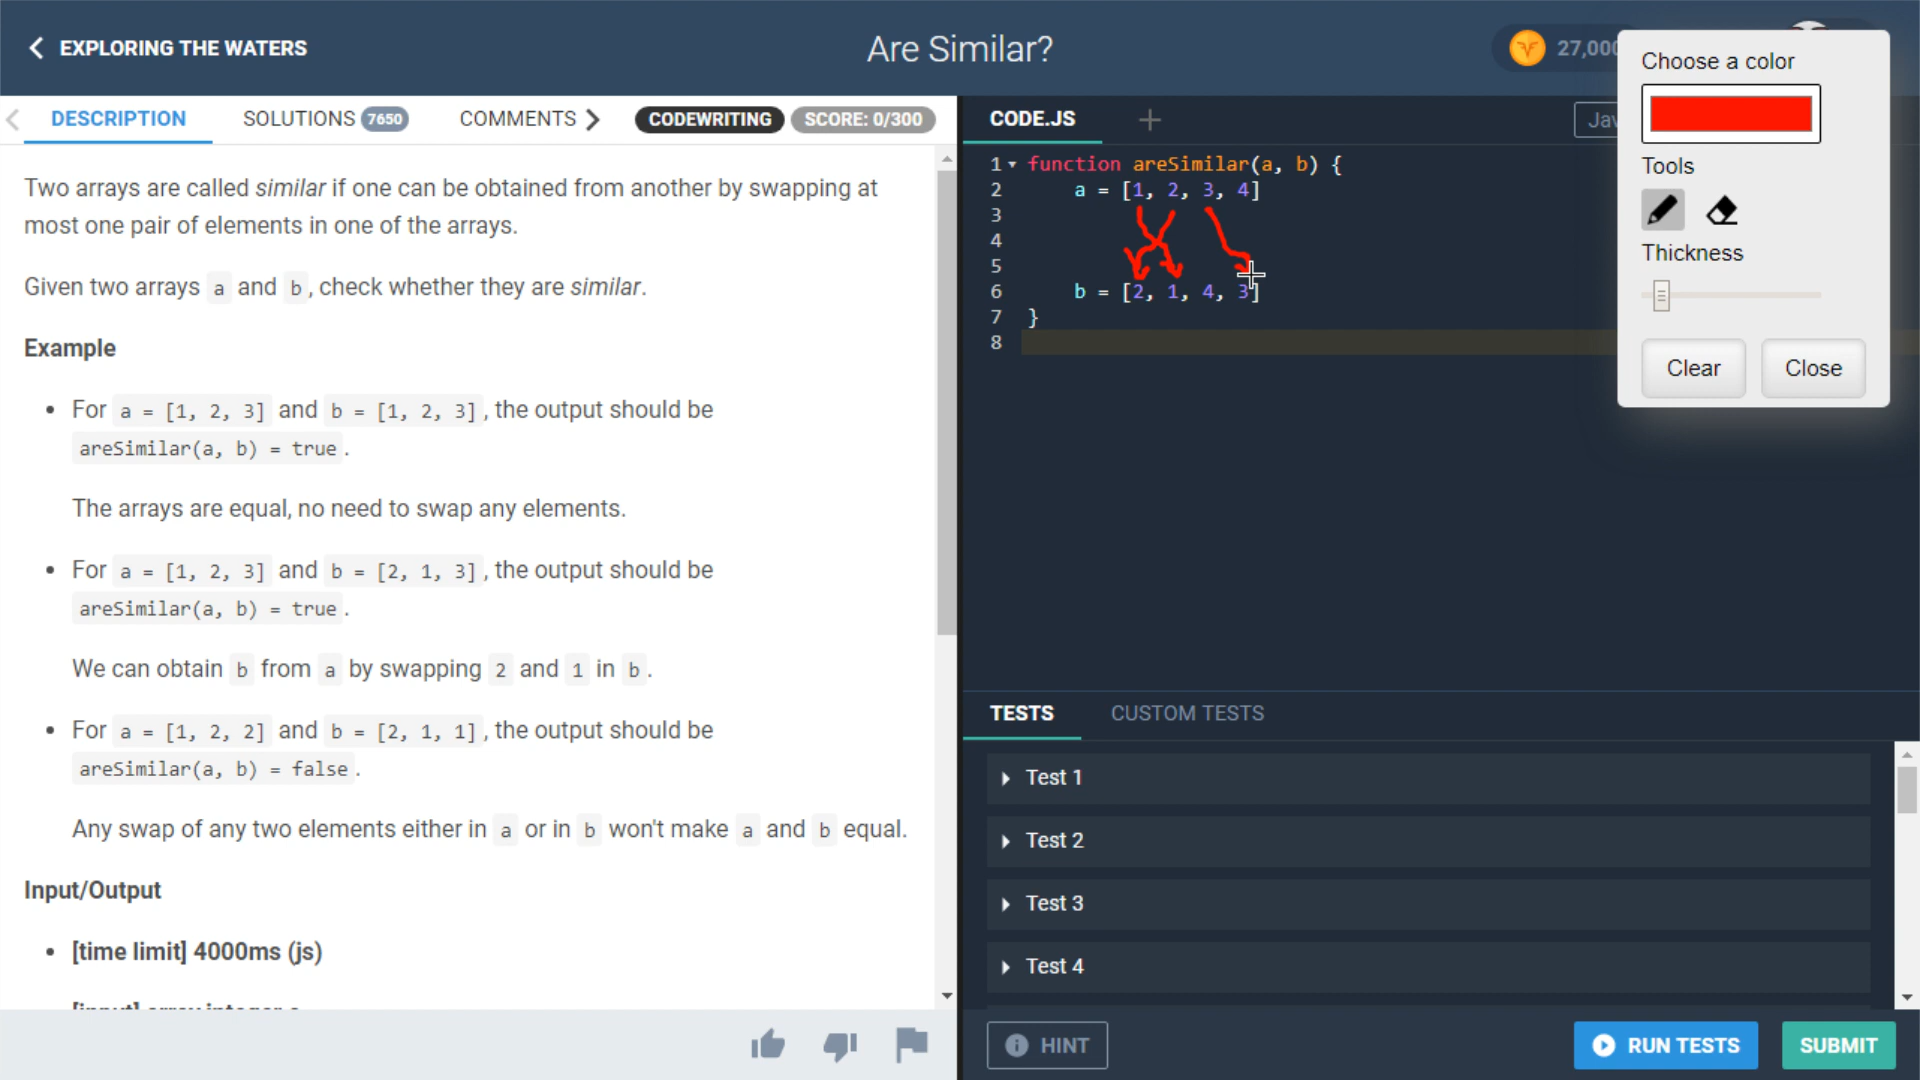 EXPLORING THE WATERS
Are Similar?
27,000
DESCRIPTION
SOLUTIONS 7650
COMMENTS
CODEWRITING
SCORE: 0/300
Two arrays are called similar if one can be obtained from another by swapping at
most one pair of elements in one of the arrays.
Given two arrays a and b, check whether they are similar.
Example
• For a = [1, 2, 3] and b = [1, 2, 3], the output should be
areSimilar(a, b) = true.
The arrays are equal, no need to swap any elements.
• For a = [1, 2, 3] and b = [2, 1, 3], the output should be
areSimilar(a, b) = true.
We can obtain b from a by swapping 2 and 1 in b.
• For a = [1, 2, 2] and b = [2, 1, 1], the output should be
areSimilar(a, b) = false.
Any swap of any two elements either in a or in b won't make a and b equal.
Input/Output
• [time limit] 4000ms (js)
CODE.JS
Jav
1 function areSimilar(a, b) {
2 a = [1, 2, 3, 4]
3
4
5
6 b = [2, 1, 4, 3]
7 }
8
TESTS
CUSTOM TESTS
Test 1
Test 2
Test 3
Test 4
HINT
RUN TESTS
SUBMIT
Choose a color
Tools
Thickness
Clear
Close